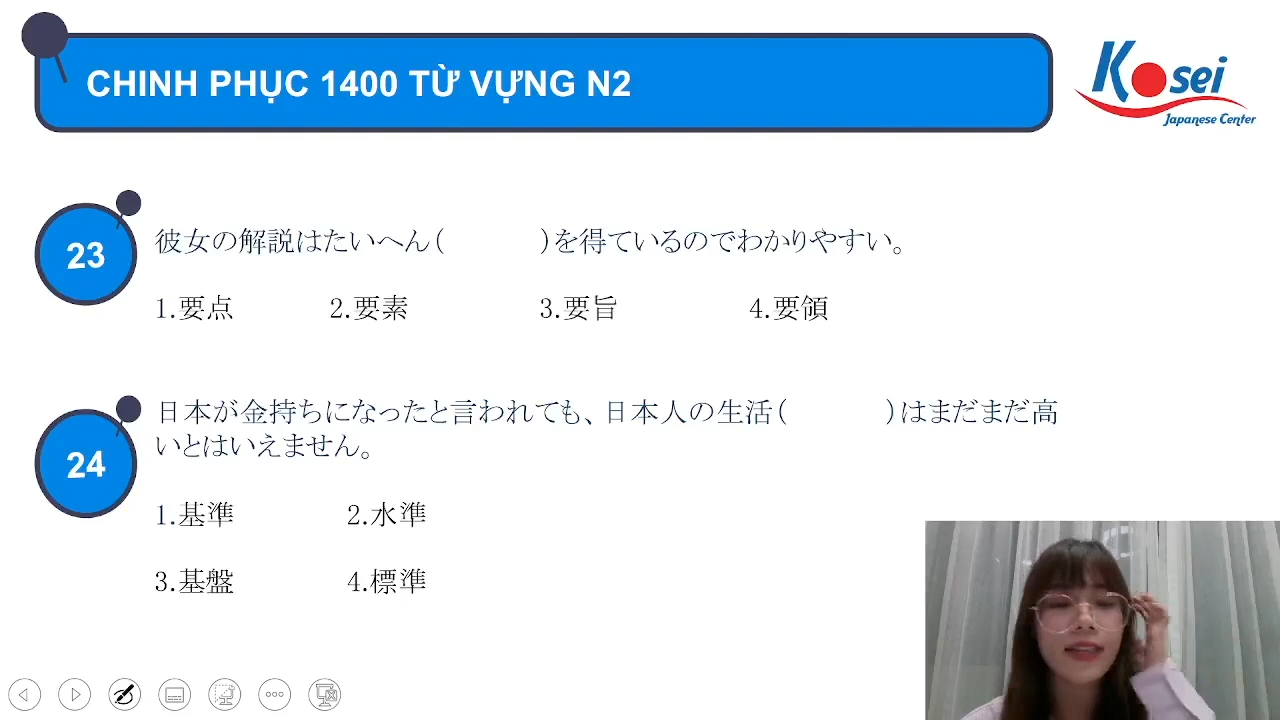 CHINH PHỤC 1400 TỪ VỰNG N2
Kosei
Japanese Center
23
彼女の解説はたいへん( )を得ているのでわかりやすい。
1.要点 2.要素 3.要旨 4.要領
24
日本が金持ちになったと言われても、日本人の生活( )はまだまだ高
いとはいえません。
1.基準 2.水準
3.基盤 4.標準